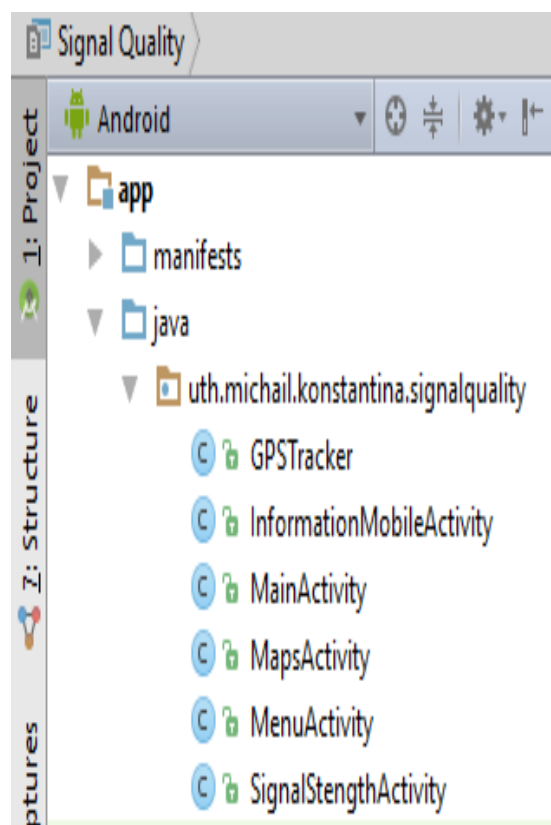 Signal Quality
Android
1: Project
app
manifests
java
uth.michail.konstantina.signalquality
C GPSTracker
C InformationMobileActivity
C MainActivity
C MapsActivity
C MenuActivity
C SignalStengthActivity
7: Structure
ptures